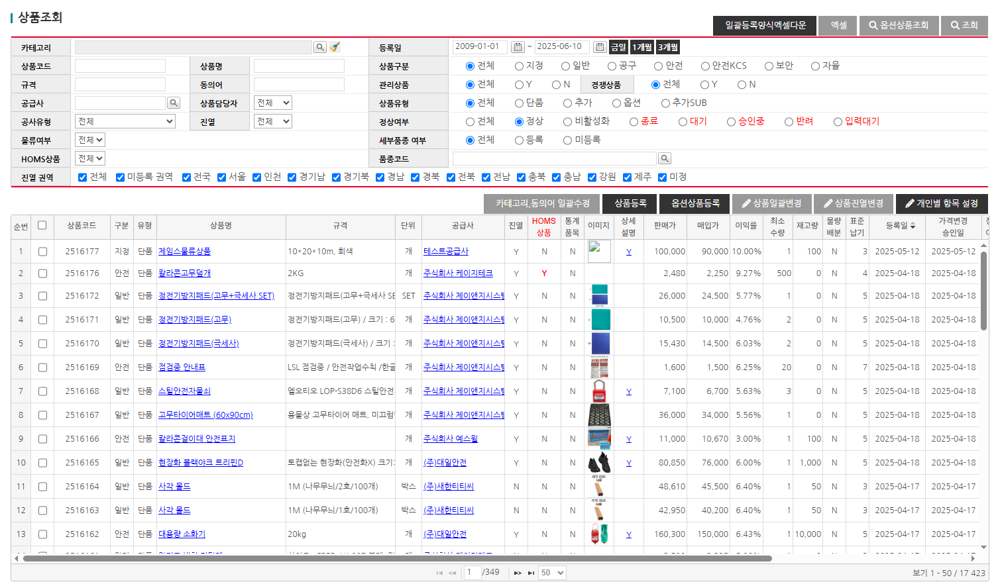 상품조회
일괄등록양식엑셀다운 엑셀 옵션상품조회 조회
카테고리 등록일 2009-01-01 ~ 2025-06-10 금일 1개월 3개월
상품코드 상품명 상품구분 전체 지정 일반 공구 안전 안전KCS 보안 자율
규격 동의어 관리상품 전체 Y N 경쟁상품 전체 Y N
공급사 상품담당자 전체 상품유형 전체 단품 추가 옵션 추가SUB
공사유형 전체 진열 전체 정상여부 전체 정상 비활성화 종료 대기 승인중 반려 입력대기
물류여부 전체 세부품종 여부 전체 등록 미등록
HOMS상품 전체 품종코드
진열 권역 전체 미등록 권역 전국 서울 인천 경기남 경기북 경남 경북 전북 전남 충북 충남 강원 제주 미정
카테고리,동의어 일괄수정 상품등록 옵션상품등록 상품일괄변경 상품진열변경 개인별 항목 설정
순번 상품코드 구분 유형 상품명 규격 단위 공급사 진열 HOMS 상품 통계 품목 이미지 상세 설명 판매가 매입가 이익률 최소 수량 재고량 물량 배분 표준 납기 등록일 가격변경 승인일
1 2516177 지정 단품 제임스물류상품 10*20*10m, 회색 개 테스트공급사 Y N N Y 100,000 90,000 10.00% 1 100 N 3 2025-05-12 2025-05-12
2 2516176 안전 단품 칼라콘고무덮개 2KG 개 주식회사 케이지테크 Y Y N 2,480 2,250 9.27% 500 0 N 4 2025-04-18 2025-04-18
3 2516172 일반 단품 정전기방지패드(고무+극세사 SET) 정전기방지패드(고무+극세사 SE SET 주식회사 제이앤지시스템 Y N N 26,000 24,500 5.77% 1 0 N 5 2025-04-18 2025-04-18
4 2516171 일반 단품 정전기방지패드(고무) 정전기방지패드(고무) / 크기 : 6 개 주식회사 제이앤지시스템 Y N N 10,500 10,000 4.76% 2 0 N 5 2025-04-18 2025-04-18
5 2516170 일반 단품 정전기방지패드(극세사) 정전기방지패드(극세사) / 크기 : 개 주식회사 제이앤지시스템 Y N N 15,430 14,500 6.03% 2 0 N 5 2025-04-18 2025-04-18
6 2516169 안전 단품 점검중 안내표 LSL 점검중 / 안전작업수칙 /한글 개 주식회사 제이앤지시스템 Y N N 1,600 1,500 6.25% 20 0 N 7 2025-04-18 2025-04-18
7 2516168 일반 단품 스틸안전자물쇠 엘오티오 LOP-S38D6 스틸안전 개 주식회사 제이앤지시스템 Y N N Y 7,100 6,700 5.63% 3 0 N 5 2025-04-18 2025-04-18
8 2516167 일반 단품 고무타이어매트 (60x90cm) 용물상 고무타이어 매트, 미끄럼 개 주식회사 제이앤지시스템 Y N N 36,000 34,000 5.56% 1 0 N 5 2025-04-18 2025-04-18
9 2516166 안전 단품 칼라콘걸이대 안전표지 개 주식회사 예스윌 Y N N Y 11,000 10,670 3.00% 1 100 N 5 2025-04-18 2025-04-18
10 2516165 일반 단품 현장화 블랙야크 트리핀D 토캡없는 현장화(안전화X) 크기: 개 (주)대일안전 Y N N Y 80,850 76,000 6.00% 1 1,000 N 5 2025-04-18 2025-04-18
11 2516164 일반 단품 사각 몰드 1M (나무무늬/2호/100개) 박스 (주)새한티티씨 N N N 48,610 45,500 6.40% 1 50 N 3 2025-04-17 2025-04-17
12 2516163 일반 단품 사각 몰드 1M (나무무늬/1호/100개) 박스 (주)새한티티씨 N N N 42,950 40,200 6.40% 1 50 N 3 2025-04-17 2025-04-17
13 2516162 안전 단품 대용량 소화기 20kg 개 (주)대일안전 Y N N Y 160,300 150,000 6.43% 1 10,000 N 5 2025-04-17 2025-04-17
1 /349 50 보기 1 - 50 / 17 423